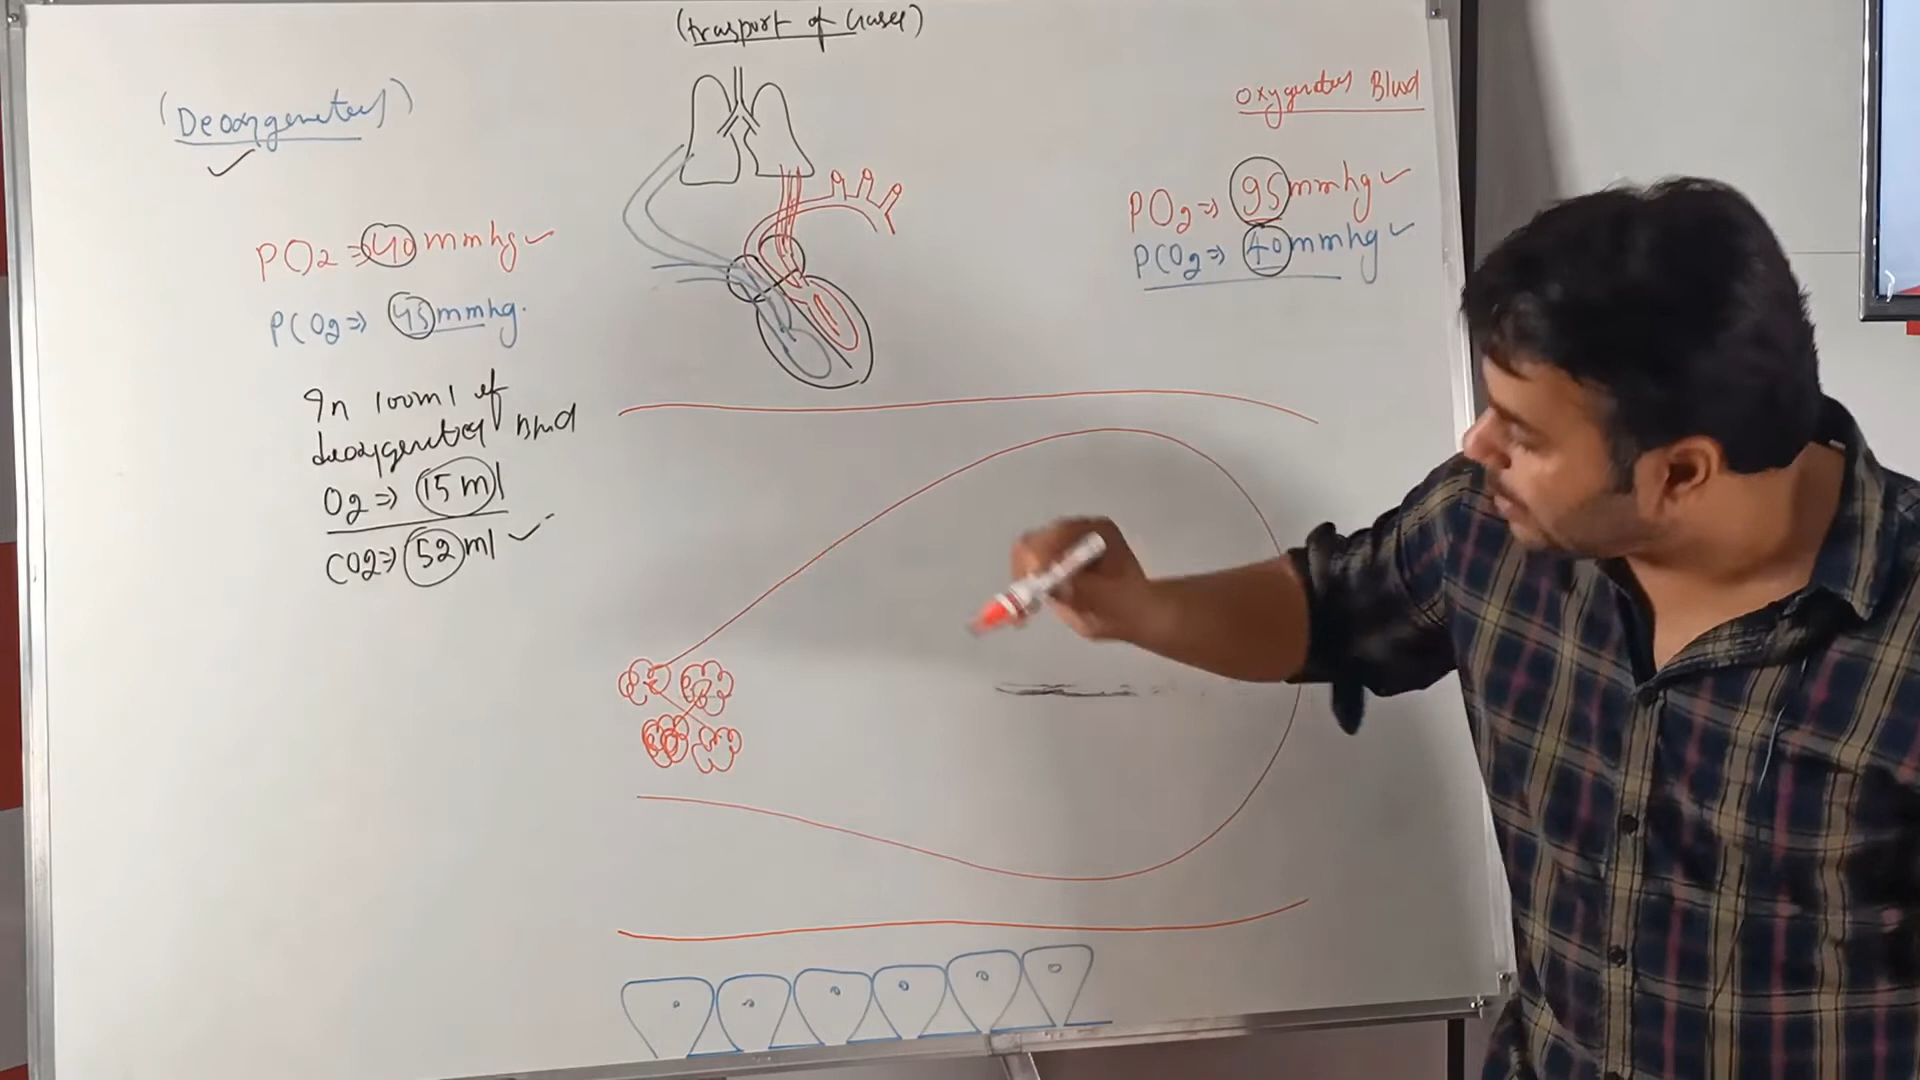 (trasport of Gases)
(Deoxygenated)
PO2 => 40 mmhg
PCO2 => 45 mmhg.
In 100ml of
deoxygenated Blood
O2 => 15 ml
CO2 => 52 ml
Oxygenated Blood
PO2 => 95 mmhg
PCO2 => 40 mmhg